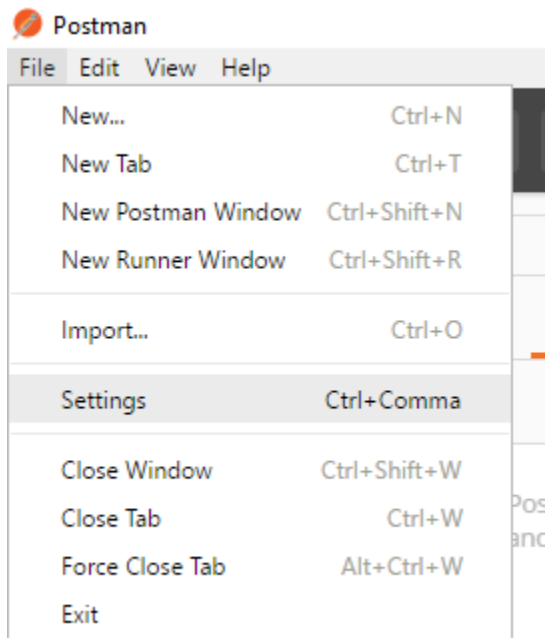 Postman
File Edit View Help
New... Ctrl+N
New Tab Ctrl+T
New Postman Window Ctrl+Shift+N
New Runner Window Ctrl+Shift+R
Import... Ctrl+O
Settings Ctrl+Comma
Close Window Ctrl+Shift+W
Close Tab Ctrl+W
Force Close Tab Alt+Ctrl+W
Exit